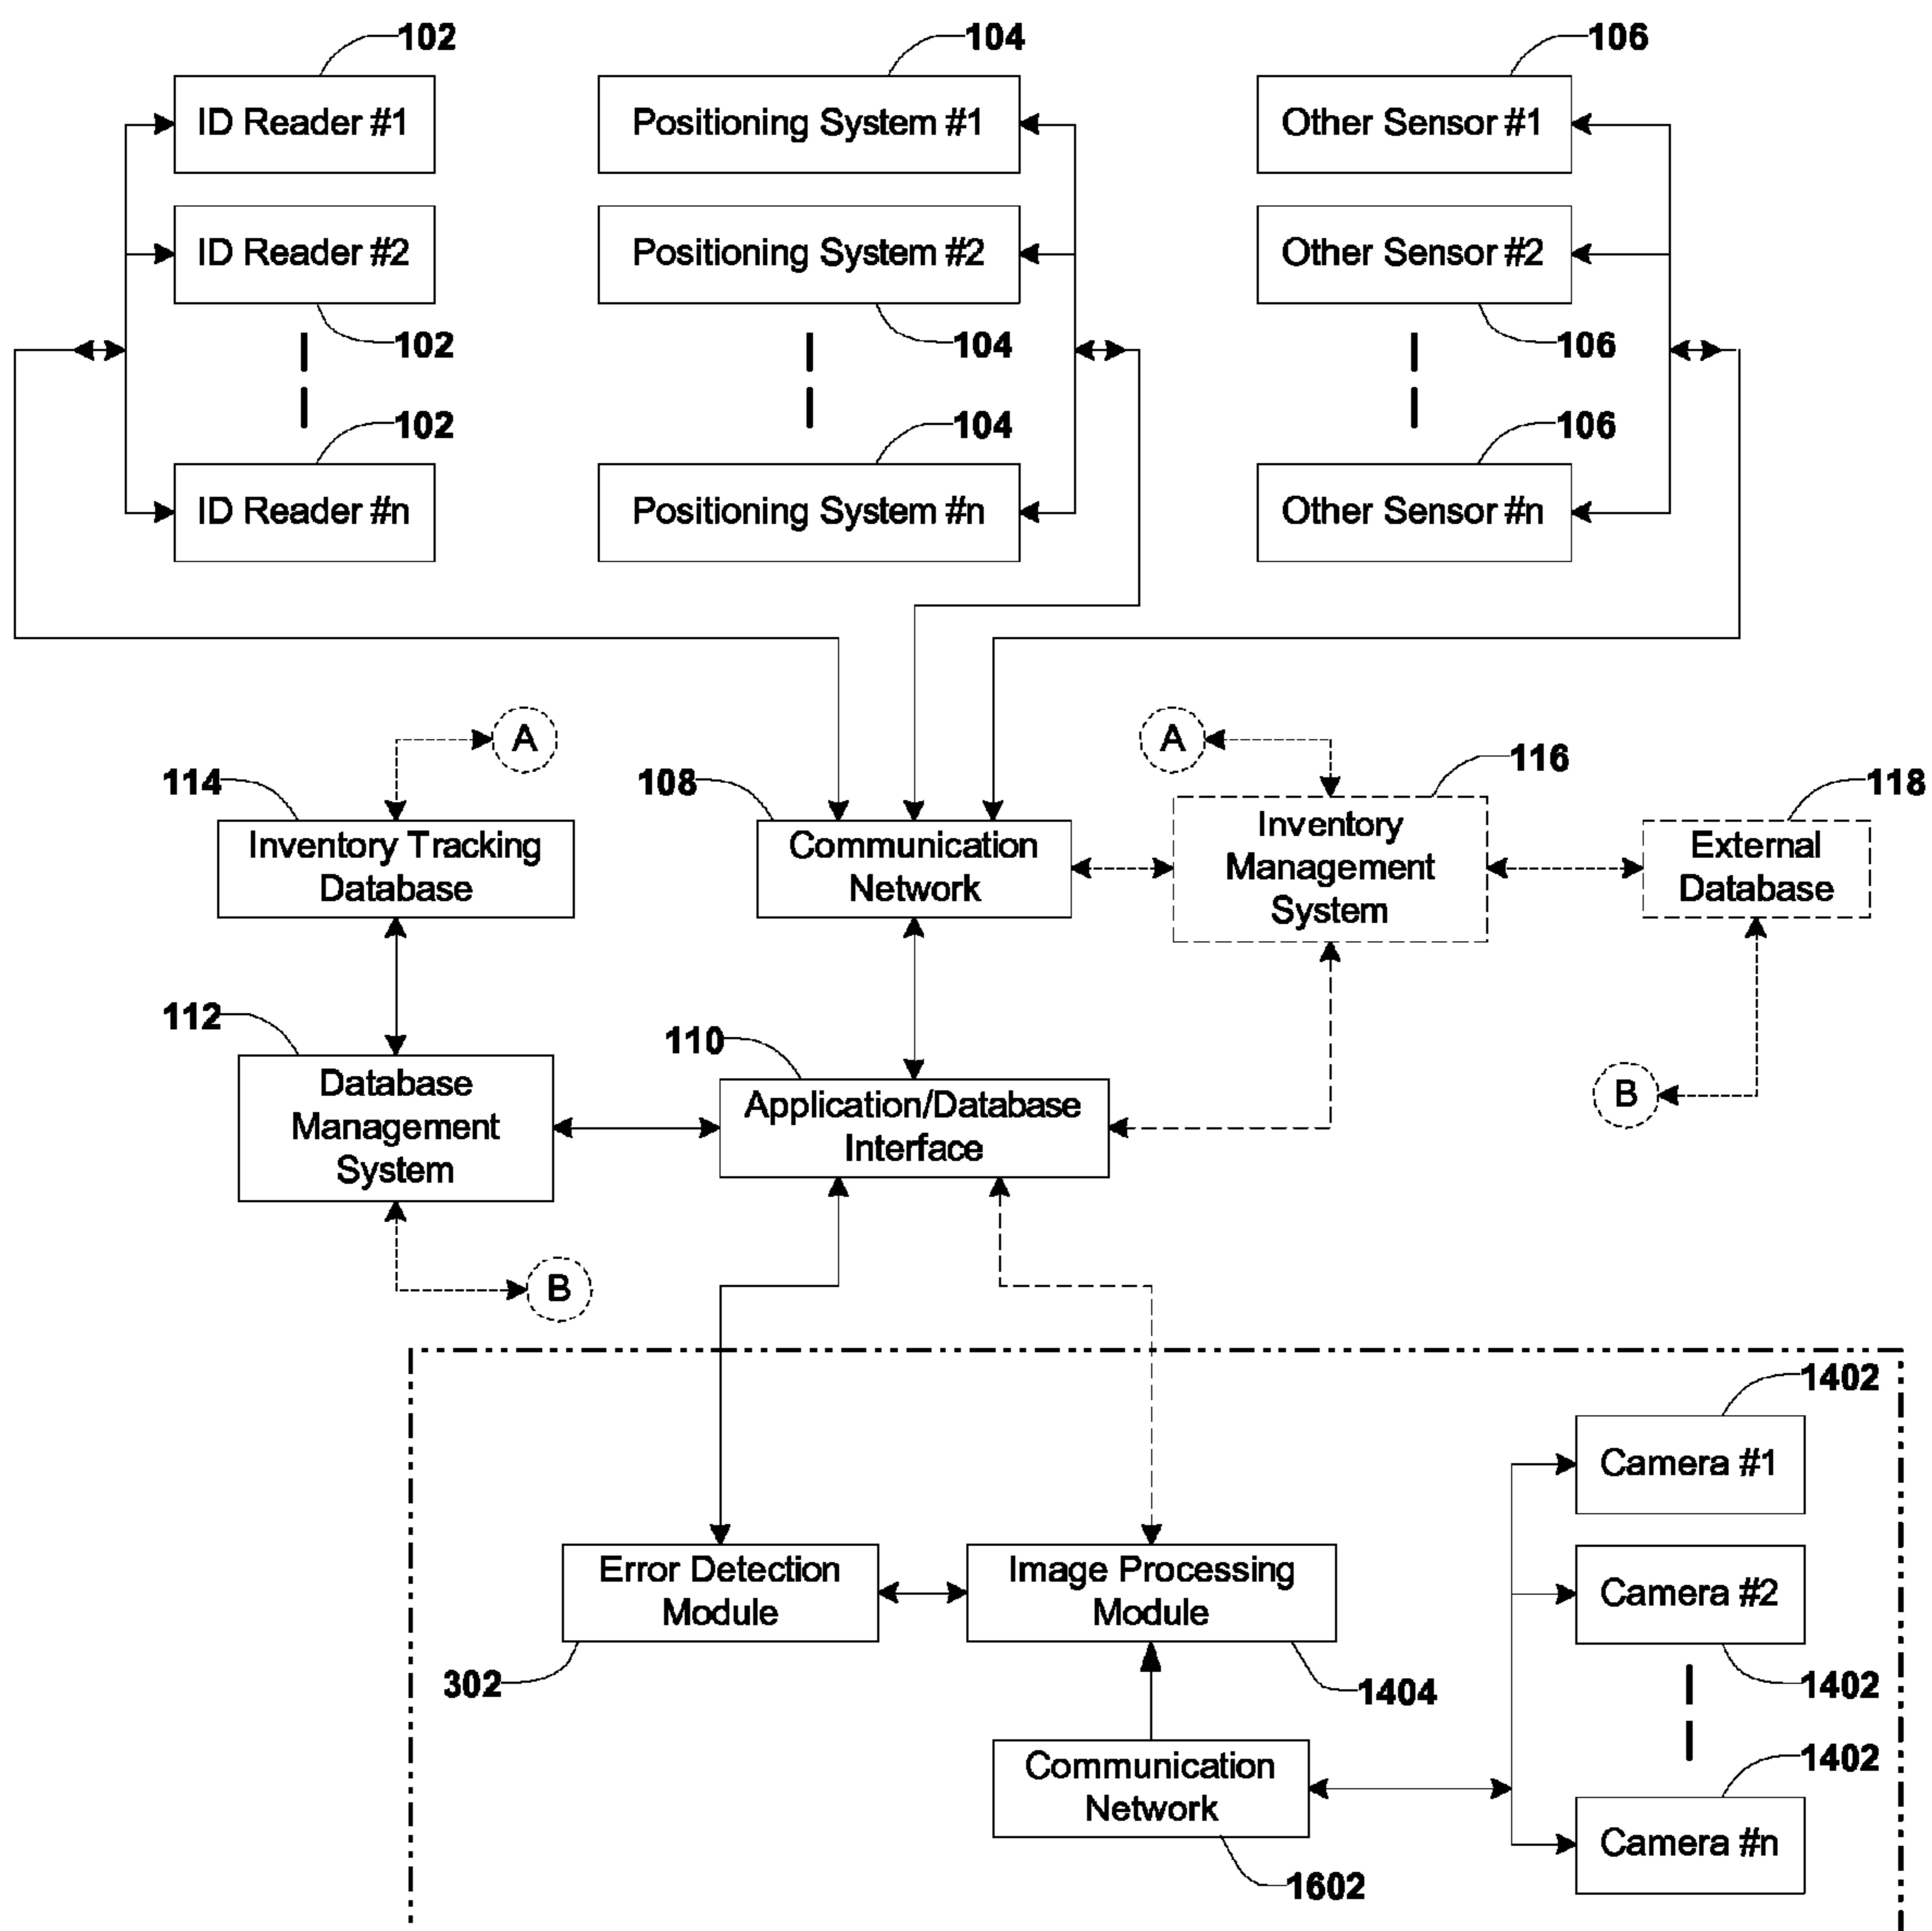 102
104
106
ID Reader #1
Positioning System #1
Other Sensor #1
ID Reader #2
Positioning System #2
Other Sensor #2
102
104
106
102
104
106
ID Reader #n
Positioning System #n
Other Sensor #n
A
A
114
108
116
118
Inventory Tracking
Database
Communication
Network
Inventory
Management
System
External
Database
112
110
Database
Management
System
Application/Database
Interface
B
B
1402
Camera #1
Error Detection
Module
Image Processing
Module
Camera #2
302
1404
1402
Communication
Network
1402
Camera #n
1602